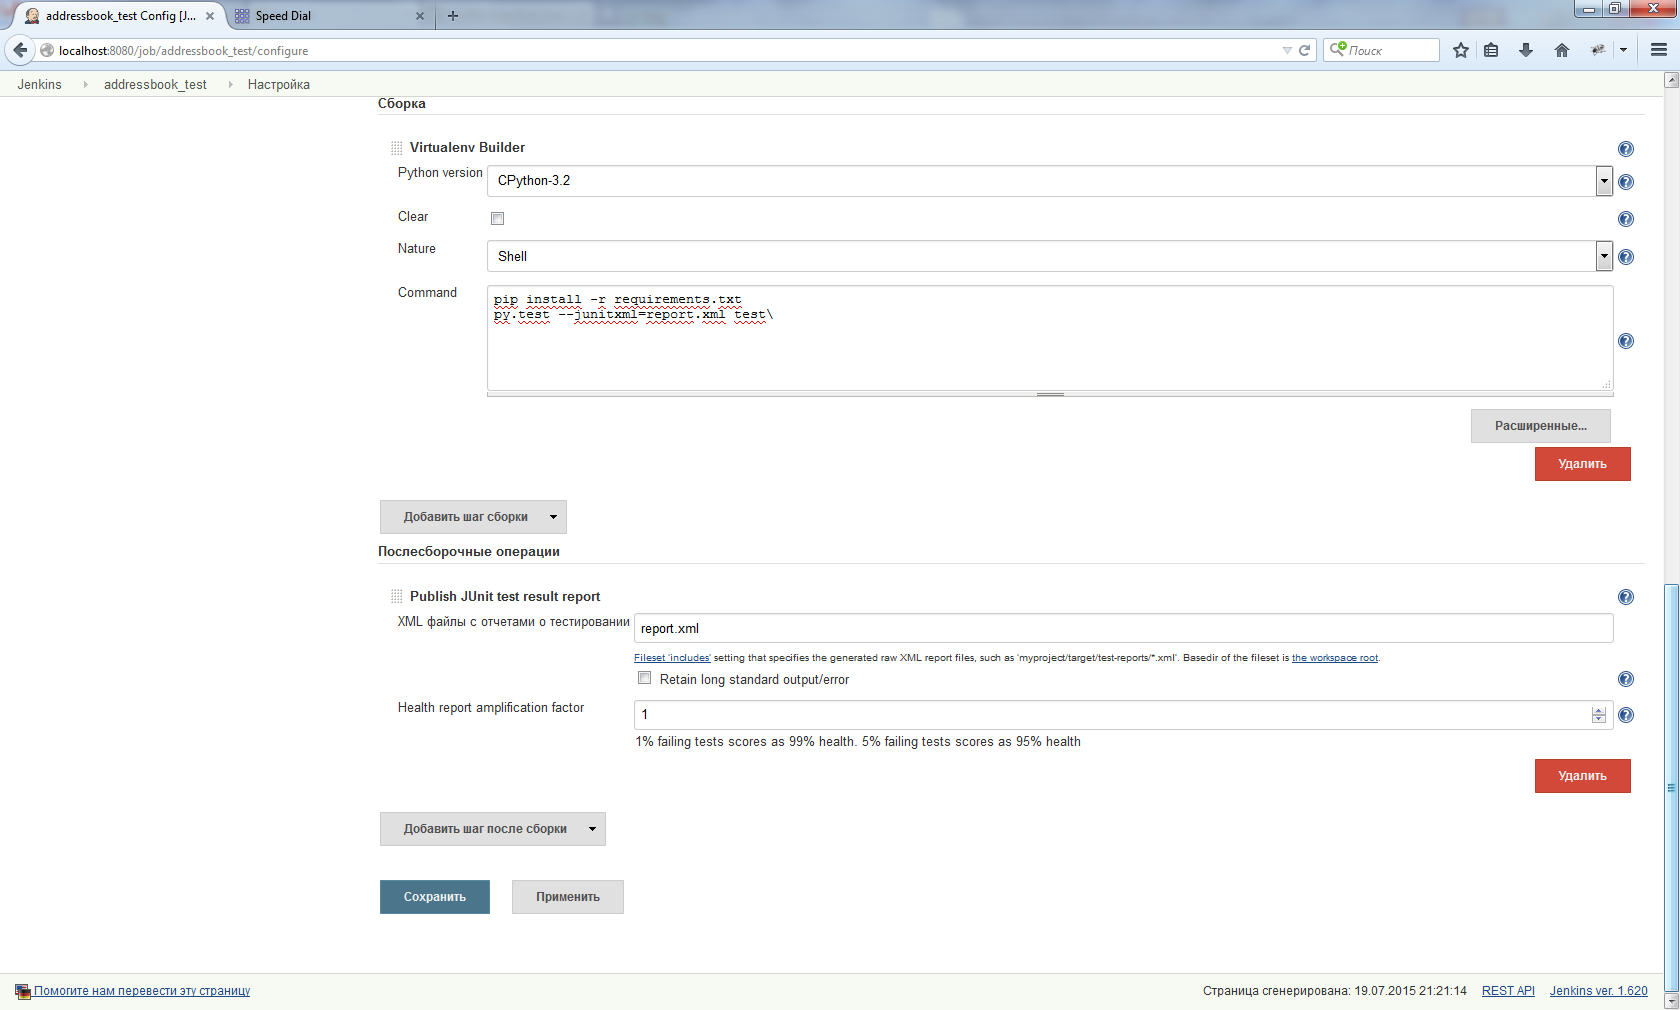 addressbook_test Config [J...
Speed Dial
localhost:8080/job/addressbook_test/configure
Поиск
Jenkins
addressbook_test
Настройка
Сборка
Virtualenv Builder
Python version
CPython-3.2
Clear
Nature
Shell
Command
pip install -r requirements.txt
py.test --junitxml=report.xml test\
Расширенные...
Удалить
Добавить шаг сборки
Послесборочные операции
Publish JUnit test result report
XML файлы с отчетами о тестировании
report.xml
Fileset 'includes' setting that specifies the generated raw XML report files, such as 'myproject/target/test-reports/*.xml'. Basedir of the fileset is the workspace root.
Retain long standard output/error
Health report amplification factor
1
1% failing tests scores as 99% health. 5% failing tests scores as 95% health
Удалить
Добавить шаг после сборки
Сохранить
Применить
Помогите нам перевести эту страницу
Страница сгенерирована: 19.07.2015 21:21:14
REST API
Jenkins ver. 1.620